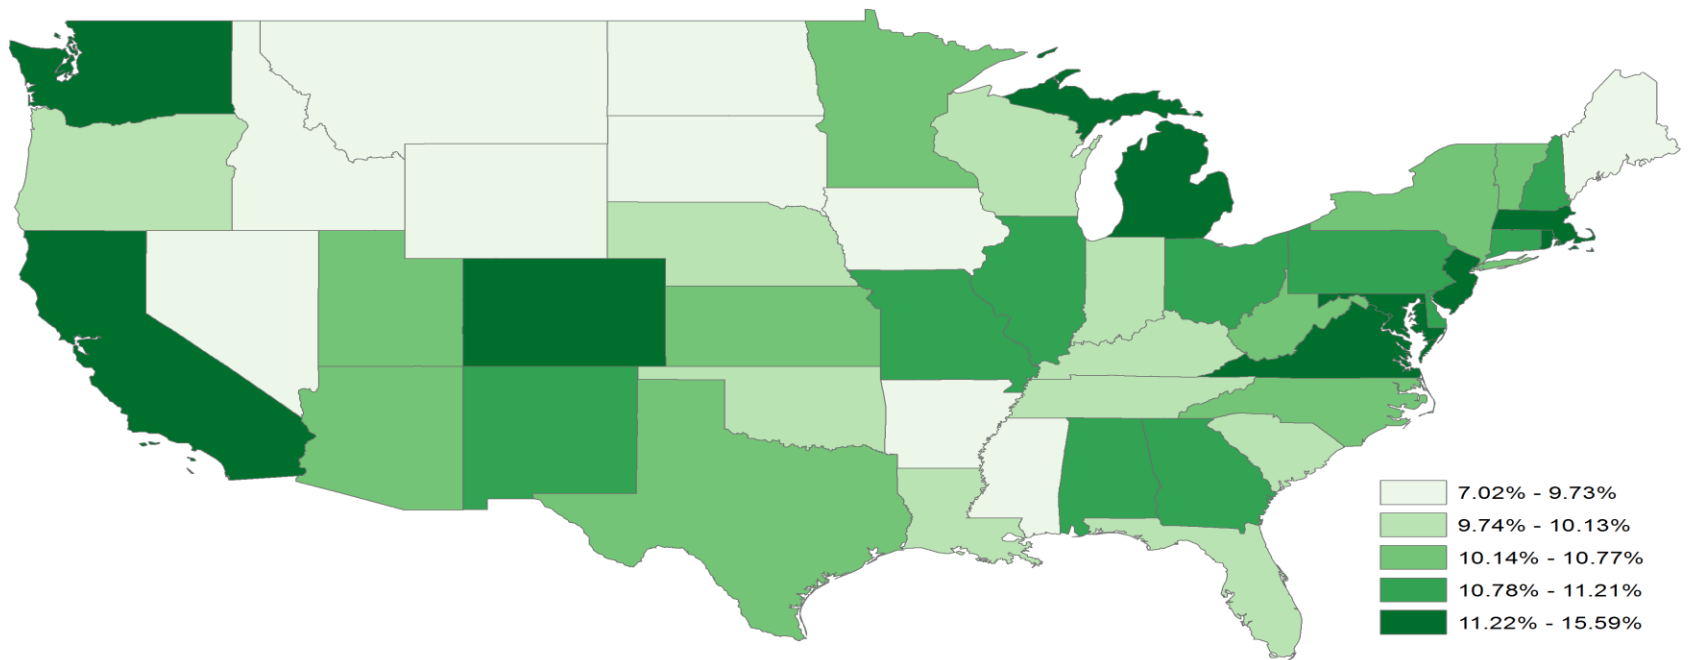 7.02% - 9.73%
9.74% - 10.13%
10.14% - 10.77%
10.78% - 11.21%
11.22% - 15.59%